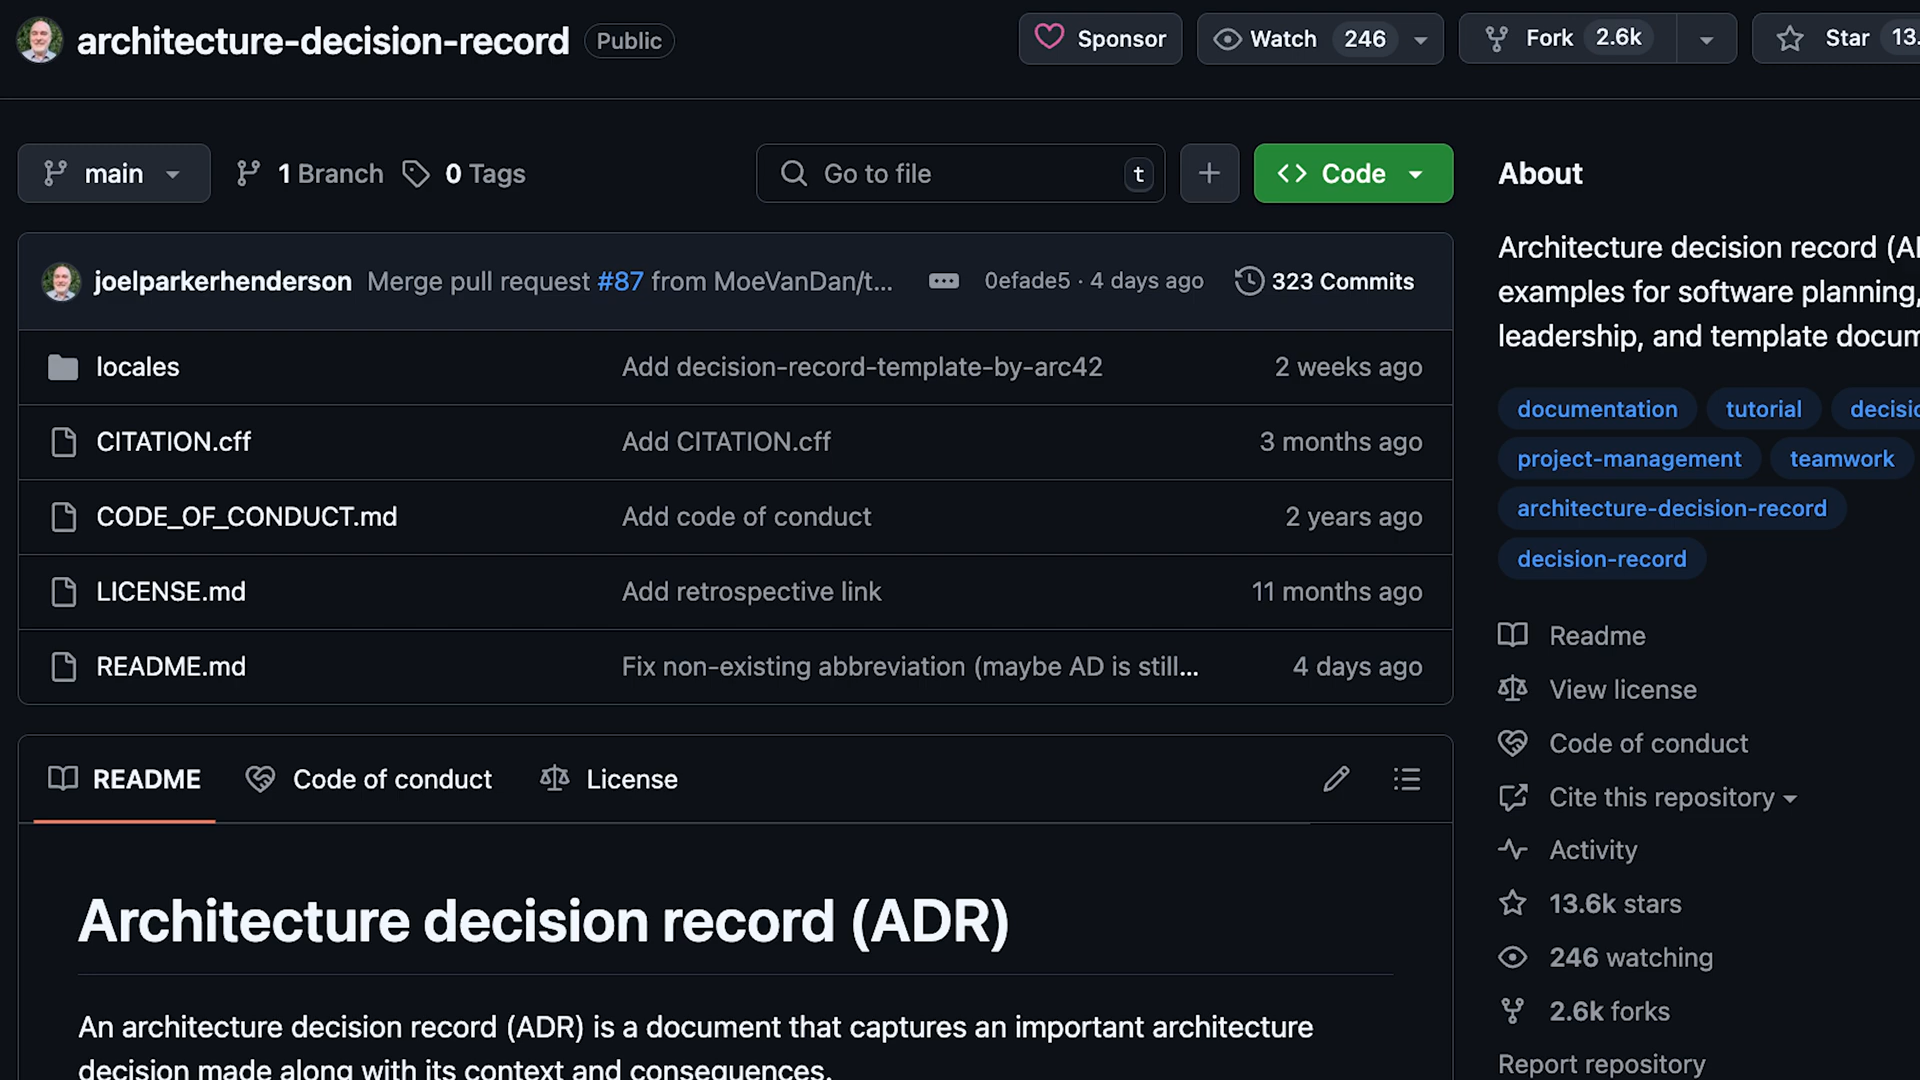 architecture-decision-record Public
Sponsor
Watch 246
Fork 2.6k
Star 13.
main
1 Branch
0 Tags
Go to file t
Code
joelparkerhenderson Merge pull request #87 from MoeVanDan/t... 0efade5 · 4 days ago 323 Commits
locales Add decision-record-template-by-arc42 2 weeks ago
CITATION.cff Add CITATION.cff 3 months ago
CODE_OF_CONDUCT.md Add code of conduct 2 years ago
LICENSE.md Add retrospective link 11 months ago
README.md Fix non-existing abbreviation (maybe AD is still... 4 days ago
README Code of conduct License
Architecture decision record (ADR)
An architecture decision record (ADR) is a document that captures an important architecture
decision made along with its context and consequences.
About
Architecture decision record (A
examples for software planning,
leadership, and template docum
documentation tutorial decisio
project-management teamwork
architecture-decision-record
decision-record
Readme
View license
Code of conduct
Cite this repository
Activity
13.6k stars
246 watching
2.6k forks
Report repository